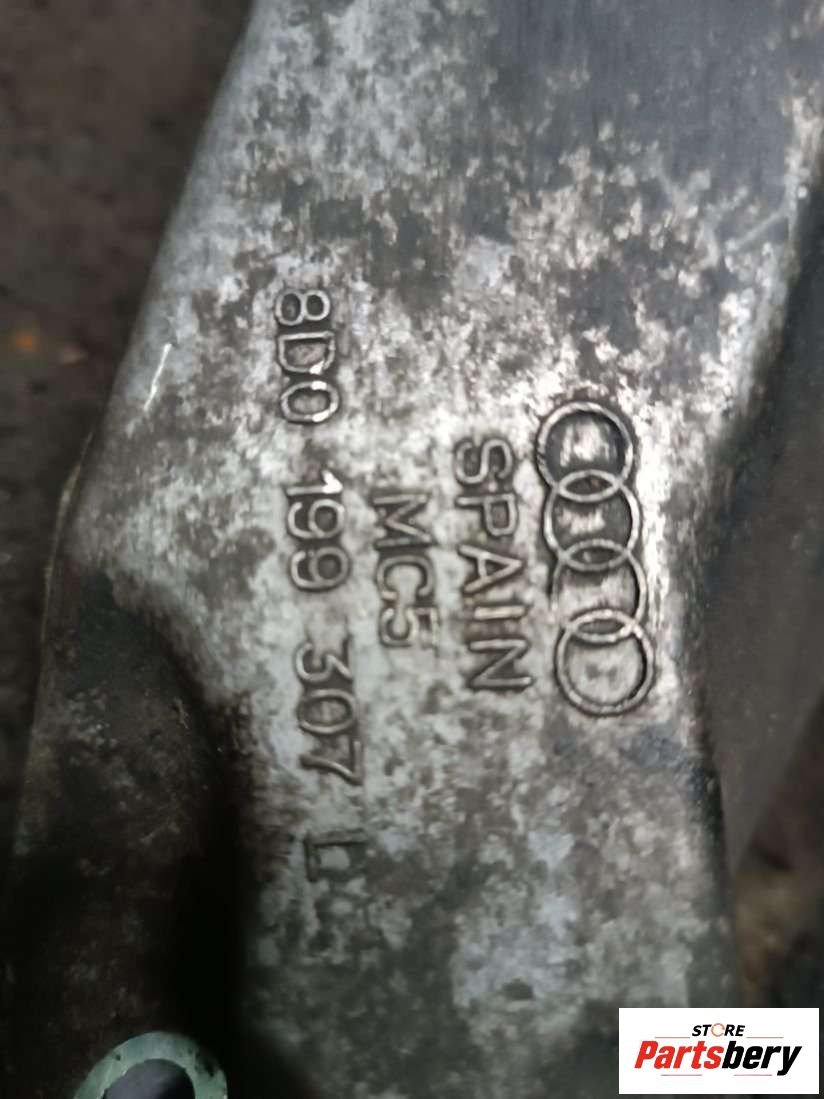 SPAIN
MC5
8D0 199 307
STORE
Partsbery